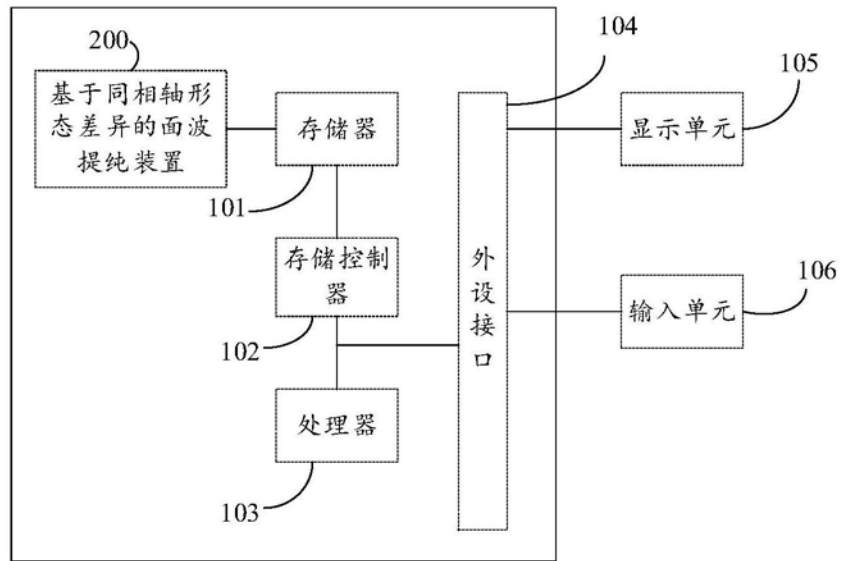 200
基于同相轴形
态差异的面波
提纯装置
存储器
101
存储控制
器
102
处理器
103
104
外
设
接
口
显示单元
105
输入单元
106